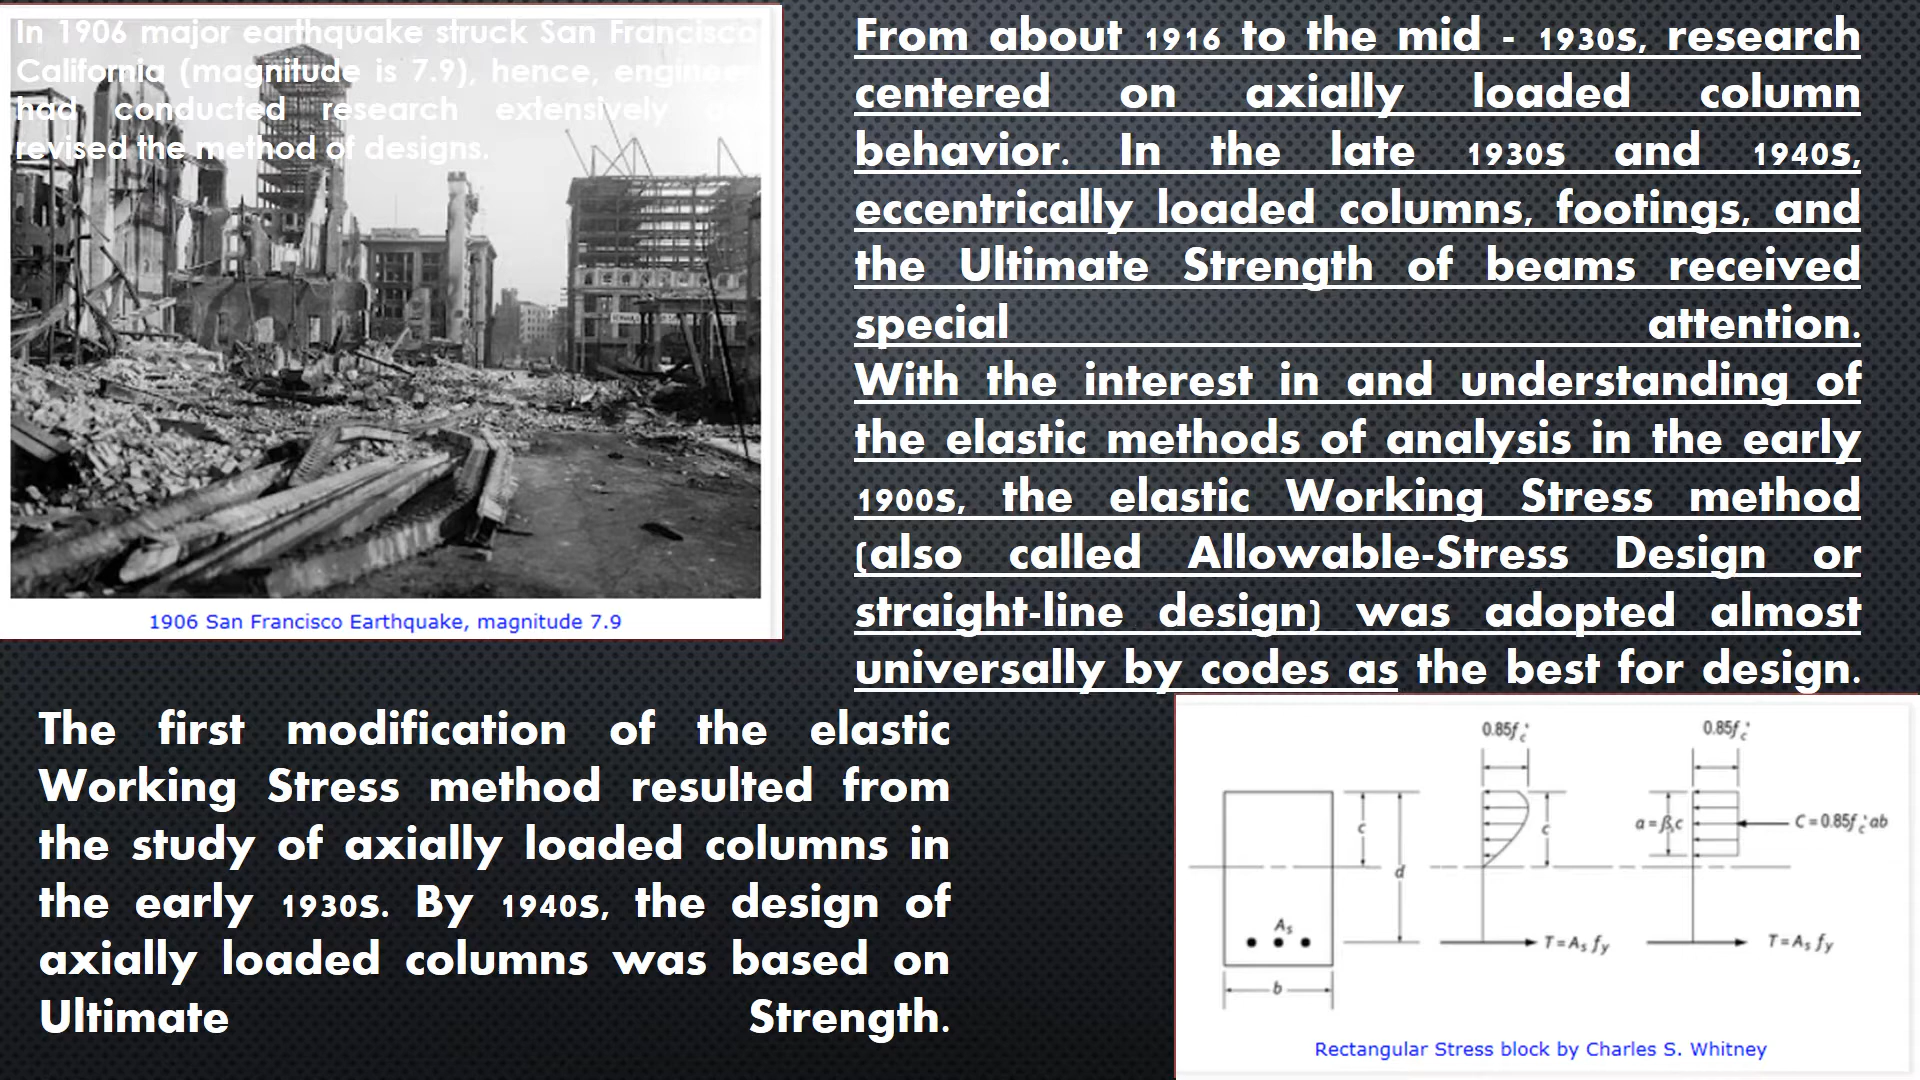 In 1906 major earthquake struck San Francisco
California (magnitude is 7.9), hence,
had conducted research extensively
revised the method of designs.
1906 San Francisco Earthquake, magnitude 7.9
From about 1916 to the mid - 1930s, research
centered on axially loaded column
behavior. In the late 1930s and 1940s,
eccentrically loaded columns, footings, and
the Ultimate Strength of beams received
special attention.
With the interest in and understanding of
the elastic methods of analysis in the early
1900s, the elastic Working Stress method
(also called Allowable-Stress Design or
straight-line design) was adopted almost
universally by codes as the best for design.
The first modification of the elastic
Working Stress method resulted from
the study of axially loaded columns in
the early 1930s. By 1940s, the design of
axially loaded columns was based on
Ultimate Strength.
0.85f'c
0.85f'c
c
d
c
a = β₁c
C = 0.85f'c ab
As
T = As fy
T = As fy
b
Rectangular Stress block by Charles S. Whitney